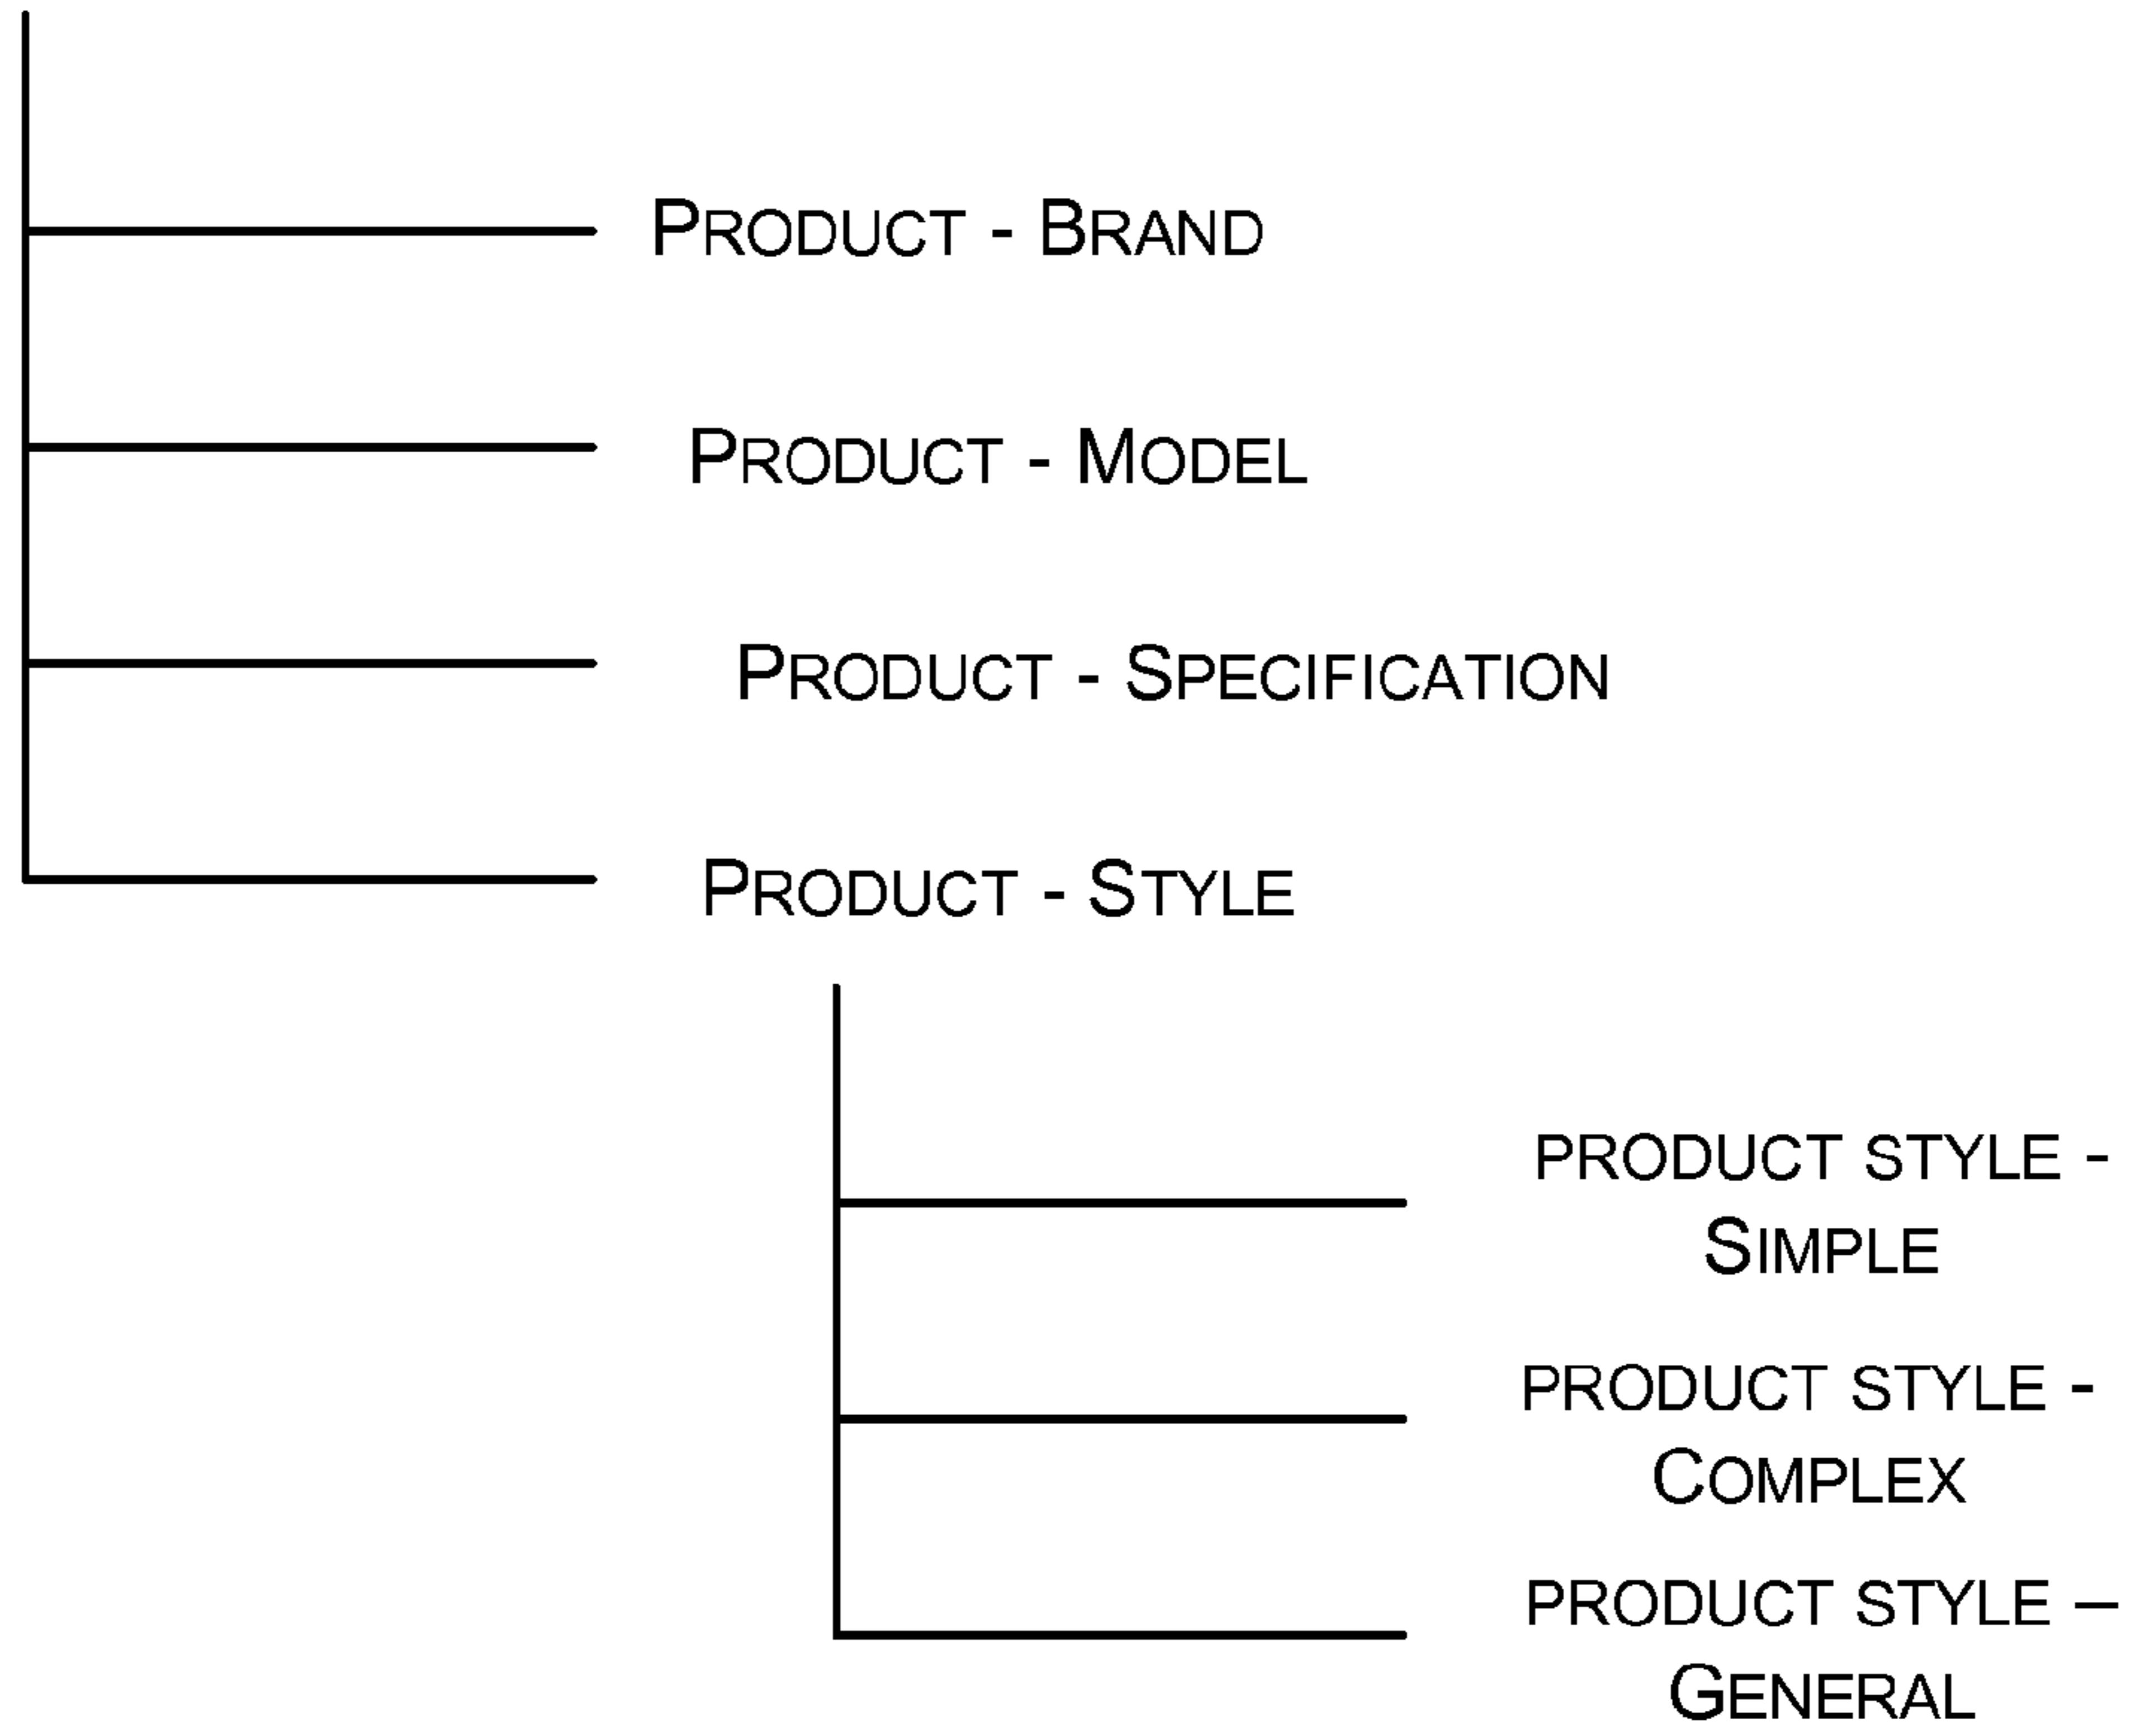 Product - Brand
Product - Model
Product - Specification
Product - Style
product style -
Simple
product style -
Complex
product style –
General